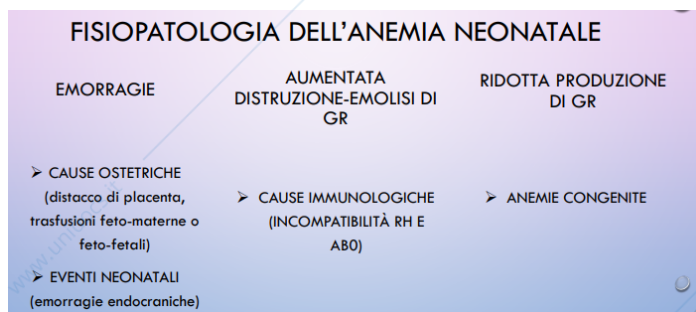 FISIOPATOLOGIA DELL'ANEMIA NEONATALE
EMORRAGIE
➢ CAUSE OSTETRICHE
(distacco di placenta,
trasfusioni feto-materne o
feto-fetali)
➢ EVENTI NEONATALI
(emorragie endocraniche)
AUMENTATA
DISTRUZIONE-EMOLISI DI
GR
➢ CAUSE IMMUNOLOGICHE
(INCOMPATIBILITÀ RH E
AB0)
RIDOTTA PRODUZIONE
DI GR
➢ ANEMIE CONGENITE